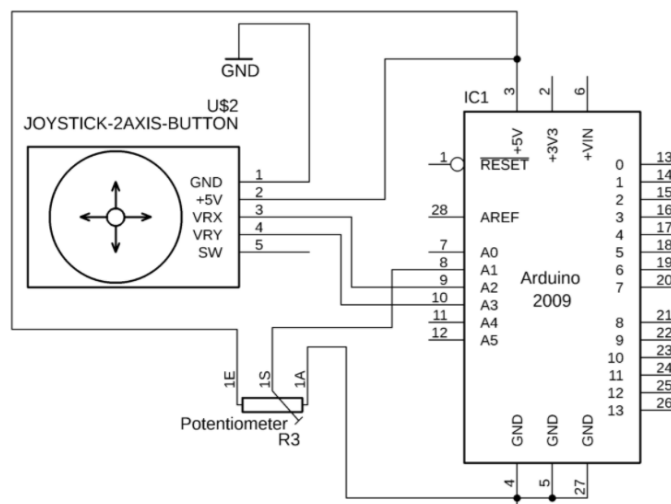 GND
U$2
JOYSTICK-2AXIS-BUTTON
GND 1
+5V 2
VRX 3
VRY 4
SW 5
1E
1S
1A
Potentiometer
R3
IC1
3 2 6
+5V +3V3 +VIN
1 RESET
28 AREF
7 A0
8 A1
9 A2
10 A3
11 A4
12 A5
Arduino
2009
0 13
1 14
2 15
3 16
4 17
5 18
6 19
7 20
8 21
9 22
10 23
11 24
12 25
13 26
GND GND GND
4 5 27